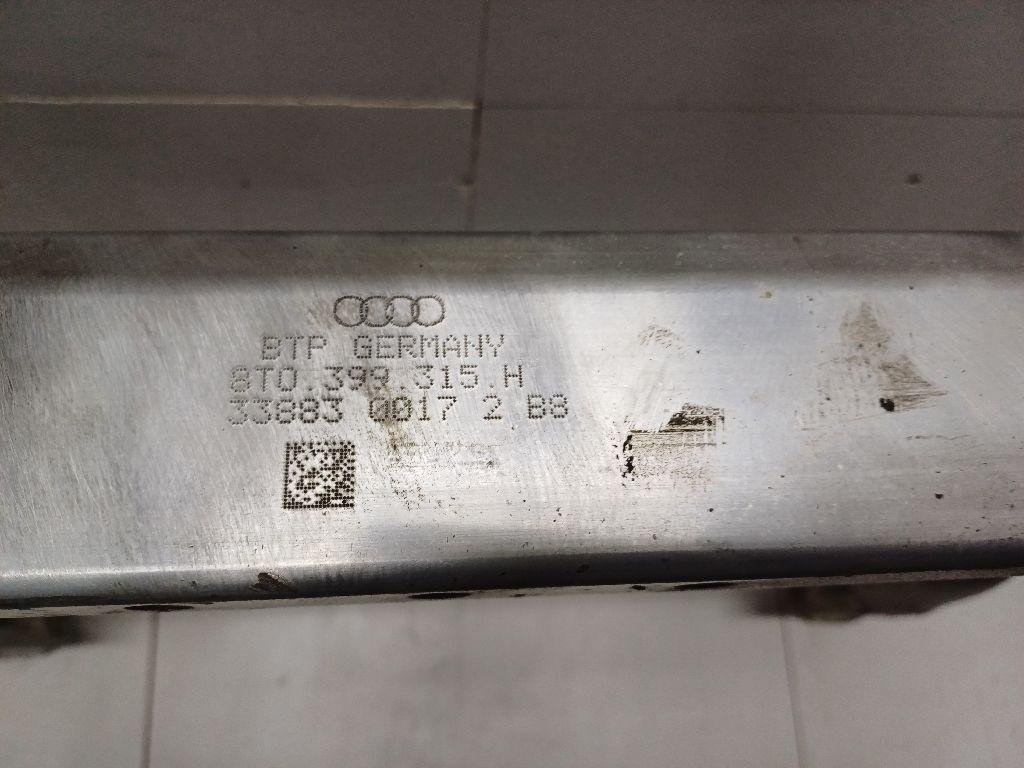 BTP GERMANY
8T0 399 315 H
33883 0017 2 B8